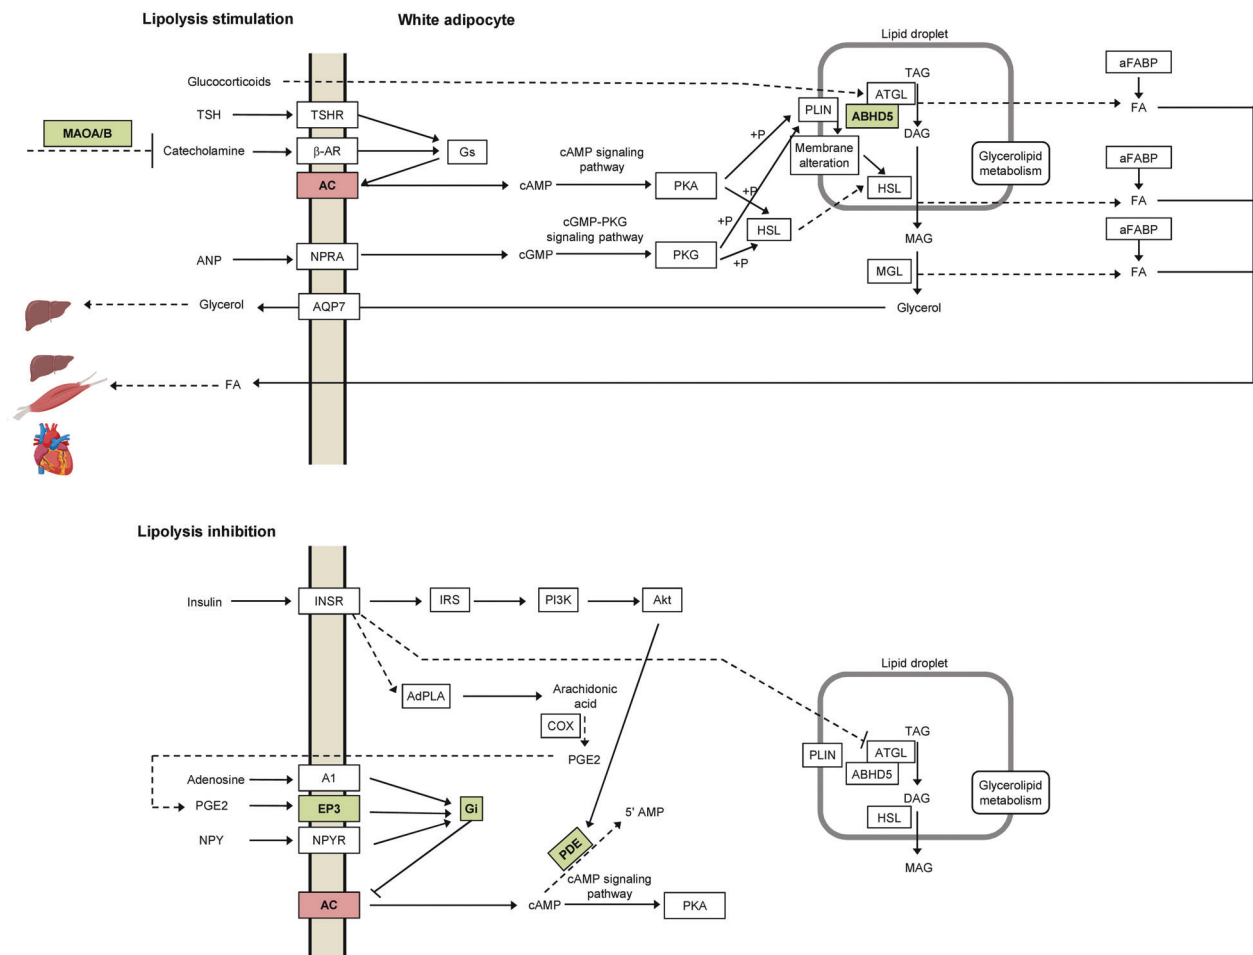 Lipolysis stimulation
White adipocyte
Lipid droplet
Glucocorticoids
TAG
aFABP
ATGL
PLIN
ABHD5
FA
TSH
TSHR
MAOA/B
+P
DAG
Catecholamine
β-AR
Gs
Membrane
alteration
cAMP signaling
pathway
Glycerolipid
metabolism
aFABP
AC
cAMP
PKA
+P
HSL
FA
+P
cGMP-PKG
signaling pathway
HSL
aFABP
MAG
ANP
NPRA
cGMP
PKG
+P
MGL
FA
Glycerol
AQP7
Glycerol
FA
Lipolysis inhibition
Insulin
INSR
IRS
PI3K
Akt
Lipid droplet
AdPLA
Arachidonic
acid
COX
TAG
PLIN
ATGL
PGE2
ABHD5
Adenosine
A1
Glycerolipid
metabolism
PGE2
EP3
Gi
5' AMP
DAG
HSL
NPY
NPYR
PDE
MAG
cAMP signaling
pathway
AC
cAMP
PKA